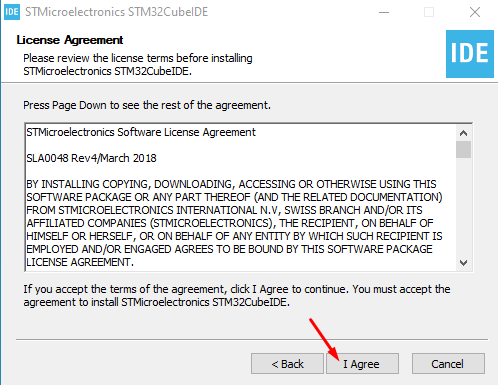 IDE STMicroelectronics STM32CubeIDE
License Agreement
Please review the license terms before installing
STMicroelectronics STM32CubeIDE.
IDE
Press Page Down to see the rest of the agreement.
STMicroelectronics Software License Agreement
SLA0048 Rev4/March 2018
BY INSTALLING COPYING, DOWNLOADING, ACCESSING OR OTHERWISE USING THIS
SOFTWARE PACKAGE OR ANY PART THEREOF (AND THE RELATED DOCUMENTATION)
FROM STMICROELECTRONICS INTERNATIONAL N.V, SWISS BRANCH AND/OR ITS
AFFILIATED COMPANIES (STMICROELECTRONICS), THE RECIPIENT, ON BEHALF OF
HIMSELF OR HERSELF, OR ON BEHALF OF ANY ENTITY BY WHICH SUCH RECIPIENT IS
EMPLOYED AND/OR ENGAGED AGREES TO BE BOUND BY THIS SOFTWARE PACKAGE
LICENSE AGREEMENT.
If you accept the terms of the agreement, click I Agree to continue. You must accept the
agreement to install STMicroelectronics STM32CubeIDE.
< Back I Agree Cancel